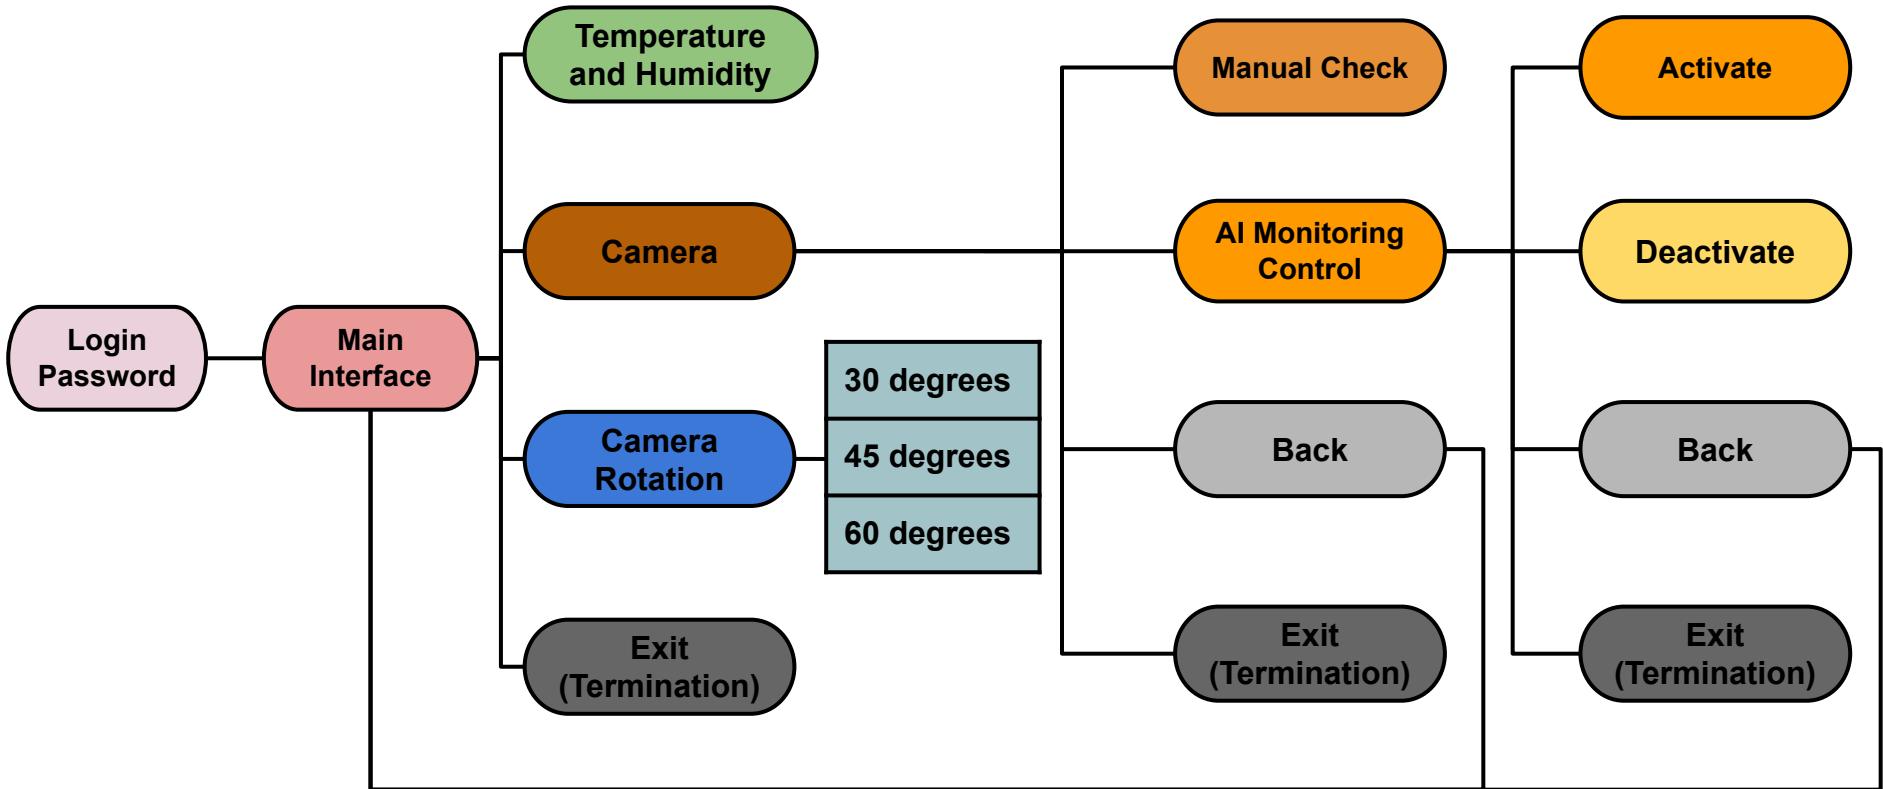 Login
Password
Main
Interface
Temperature
and Humidity
Camera
Camera
Rotation
Exit
(Termination)
30 degrees
45 degrees
60 degrees
Manual Check
AI Monitoring
Control
Back
Exit
(Termination)
Activate
Deactivate
Back
Exit
(Termination)